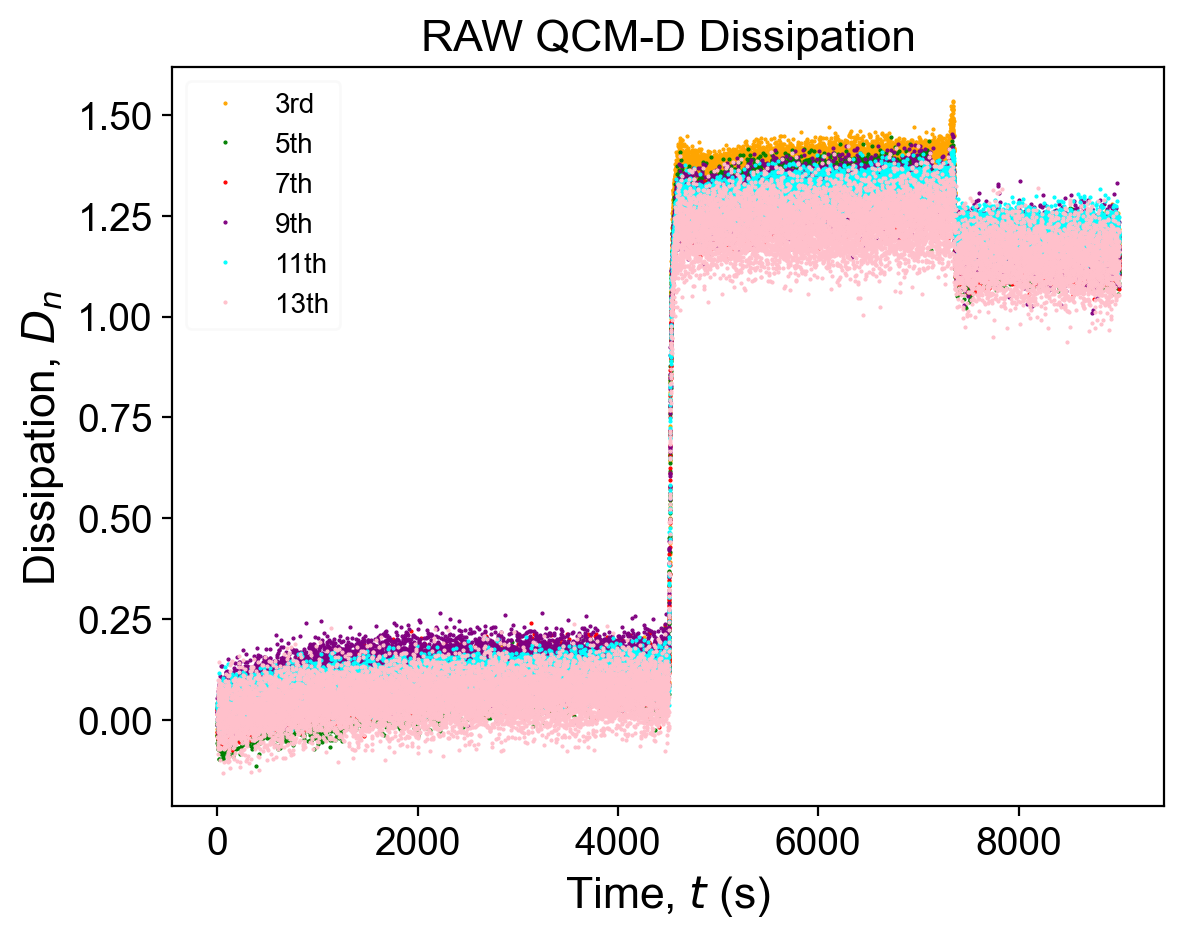 RAW QCM-D Dissipation
3rd
5th
7th
9th
11th
13th
1.50
1.25
1.00
0.75
0.50
0.25
0.00
Dissipation, Dn
0 2000 4000 6000 8000
Time, t (s)